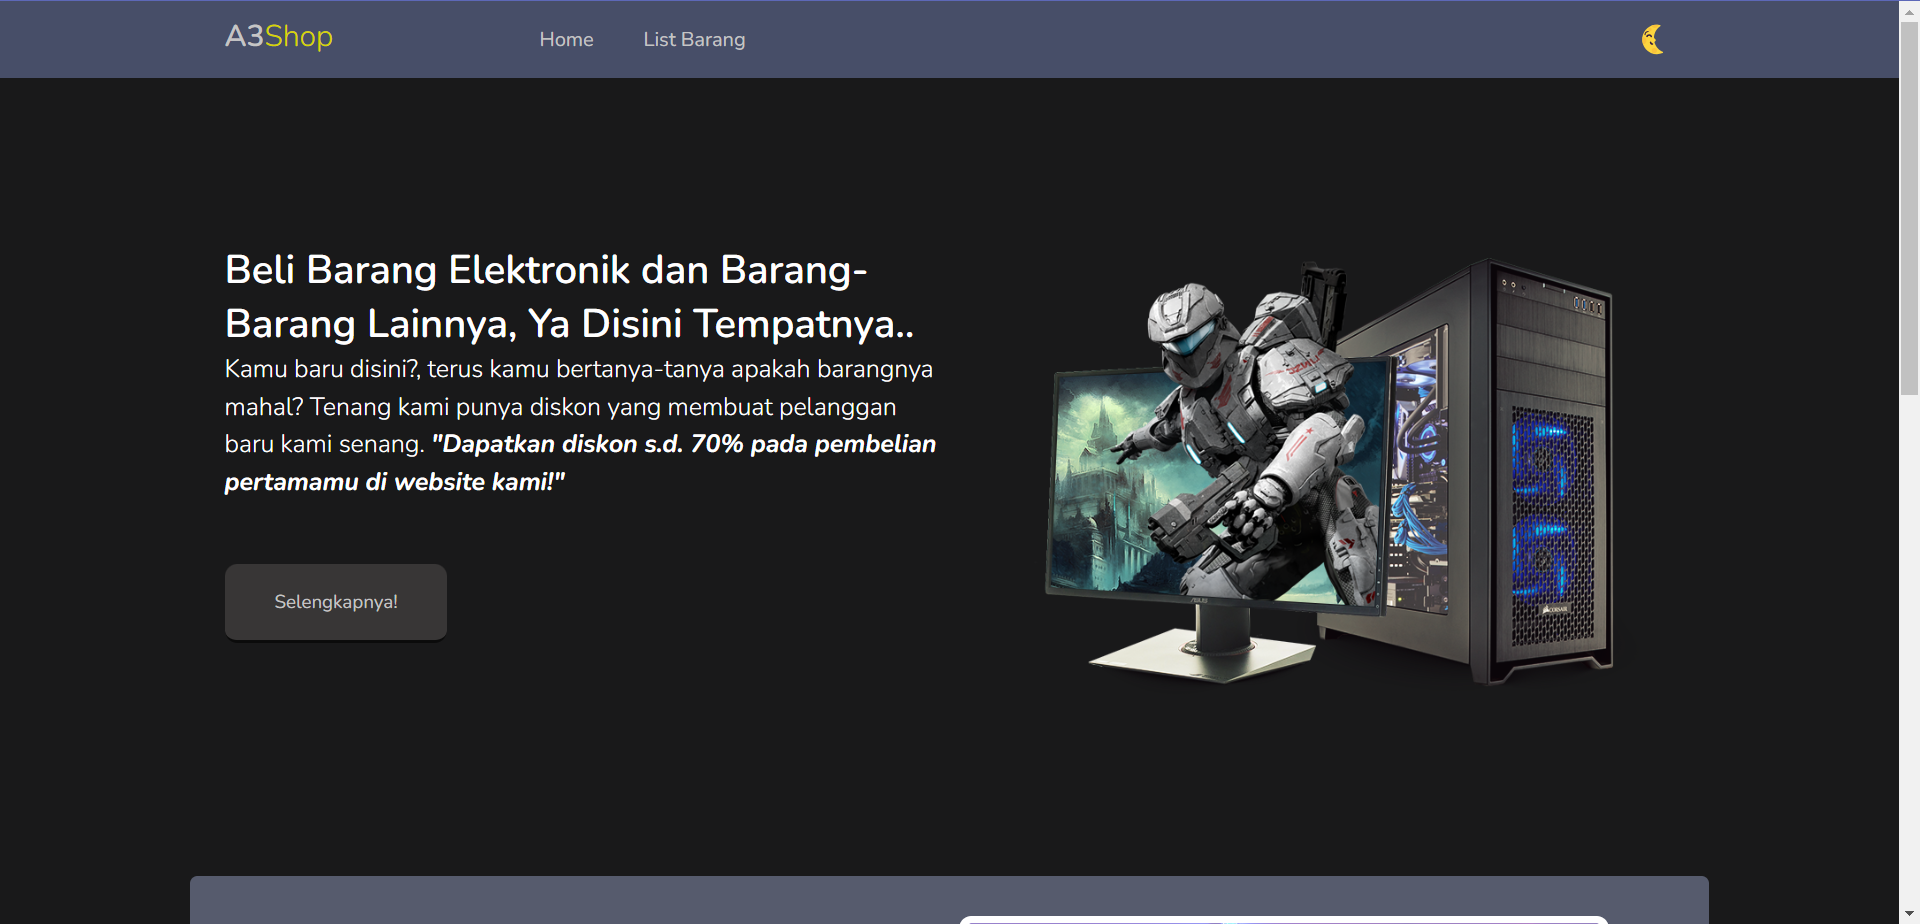 A3Shop
Home
List Barang
Beli Barang Elektronik dan Barang-
Barang Lainnya, Ya Disini Tempatnya..
Kamu baru disini?, terus kamu bertanya-tanya apakah barangnya
mahal? Tenang kami punya diskon yang membuat pelanggan
baru kami senang. "Dapatkan diskon s.d. 70% pada pembelian
pertamamu di website kami!"
Selengkapnya!
ASUS
CORSAIR